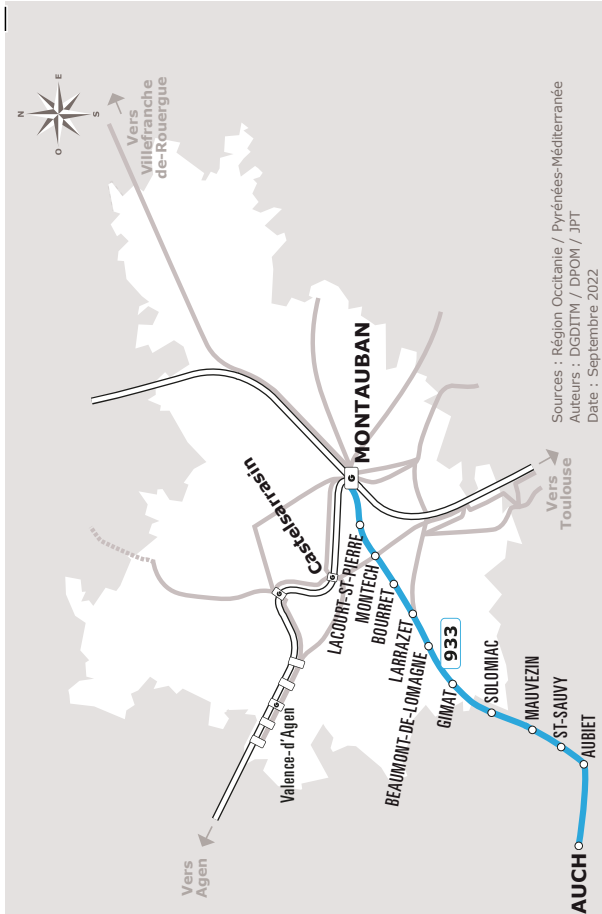 N
E
S
O
Vers
Villefranche
de-Rouergue
MONTAUBAN
G
Castelsarrasin
G
G
G
Valence-d'Agen
Vers
Agen
Vers
Toulouse
LACOURT-ST-PIERRE
MONTECH
BOURRET
LARRAZET
BEAUMONT-DE-LOMAGNE
933
GIMAT
SOLOMIAC
MAUVEZIN
ST-SAUVY
AUBIET
AUCH
Sources : Région Occitanie / Pyrénées-Méditerranée
Auteurs : DGDITM / DPOM / JPT
Date : Septembre 2022